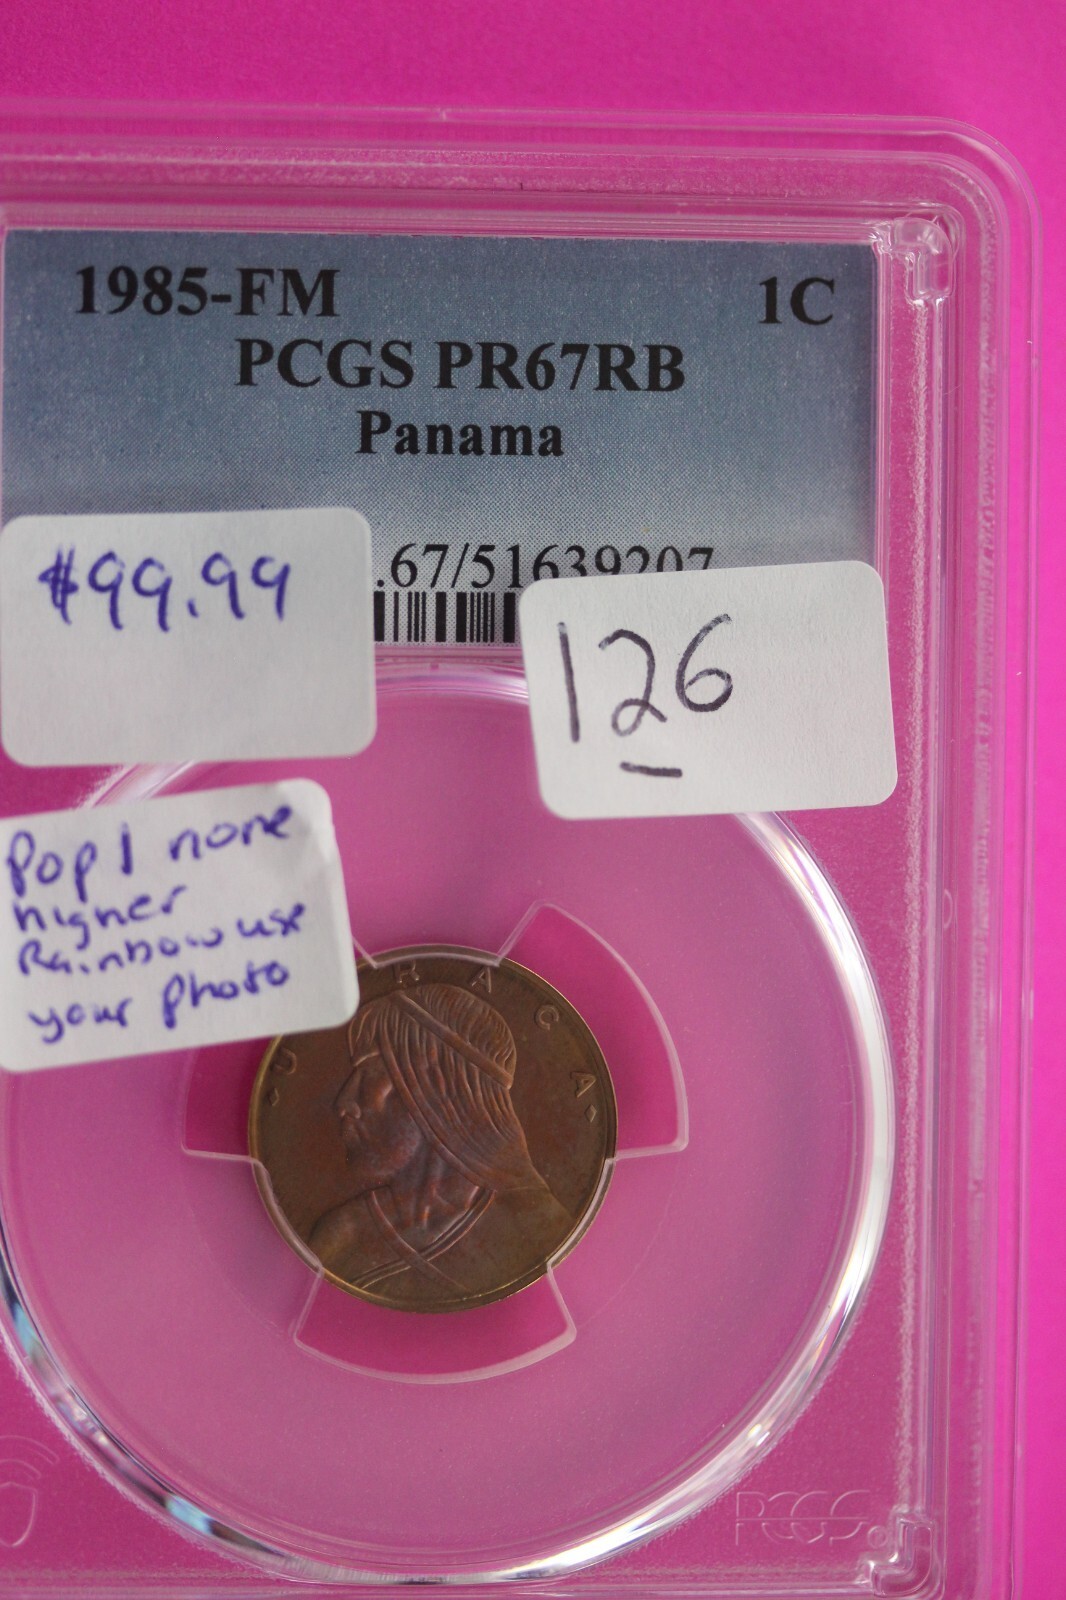 1985-FM 1C
PCGS PR67RB
Panama
.67/51639207
$99.99
126
Pop 1 none
higher
Rainbow use
your photo
URACA
PCGS